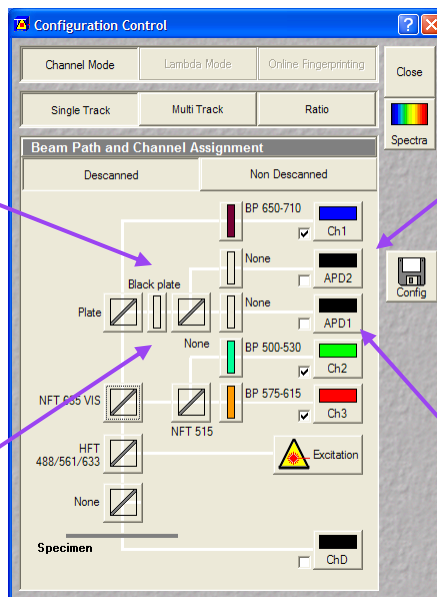 Configuration Control
Channel Mode
Lambda Mode
Online Fingerprinting
Close
Single Track
Multi Track
Ratio
Spectra
Beam Path and Channel Assignment
Descanned
Non Descanned
BP 650-710
Ch1
None
APD2
Config
Black plate
Plate
None
APD1
None
BP 500-530
Ch2
NFT 635 VIS
BP 575-615
Ch3
NFT 515
HFT
488/561/633
Excitation
None
Specimen
ChD